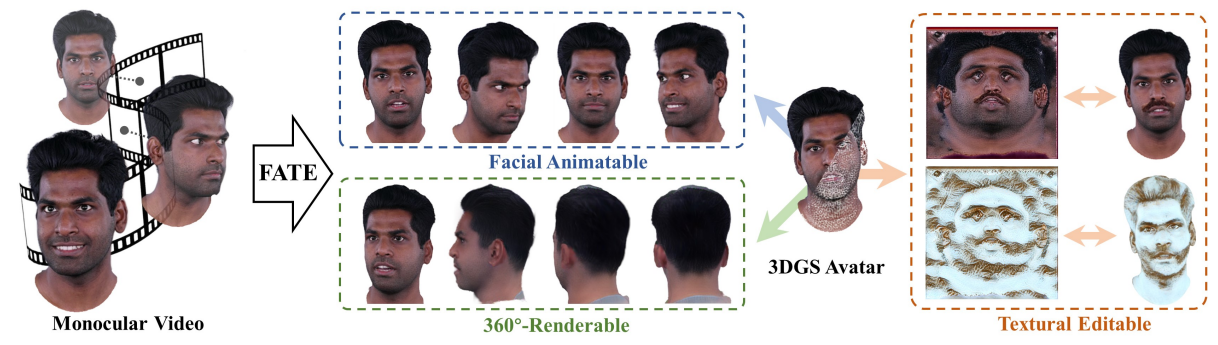 FATE
Facial Animatable
3DGS Avatar
Monocular Video
360°-Renderable
Textural Editable